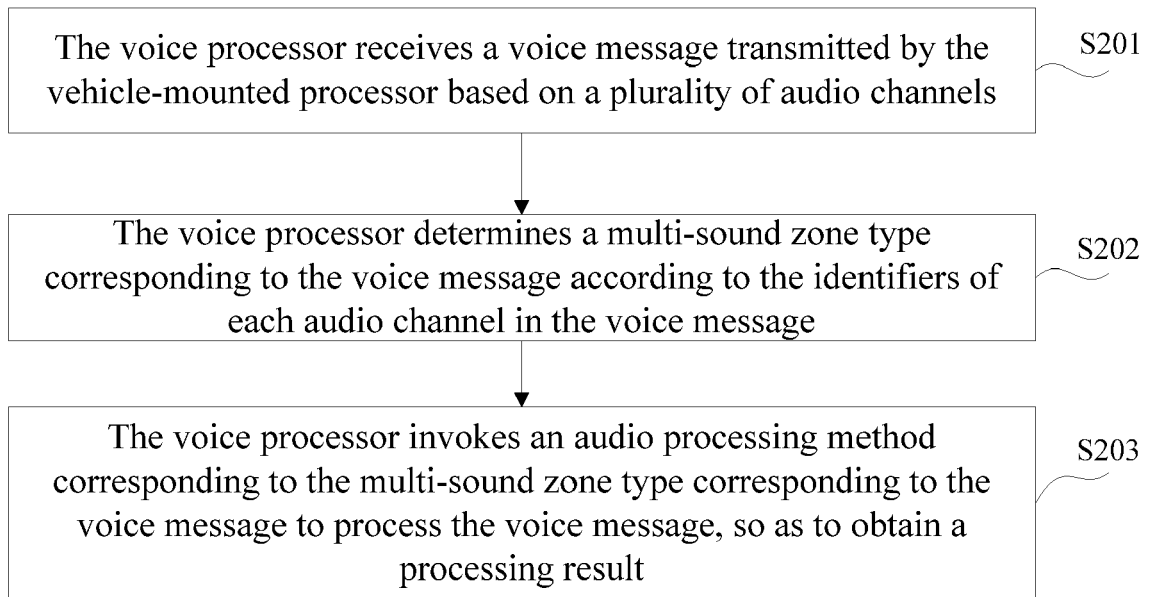 The voice processor receives a voice message transmitted by the
vehicle-mounted processor based on a plurality of audio channels
S201
The voice processor determines a multi-sound zone type
corresponding to the voice message according to the identifiers of
each audio channel in the voice message
S202
The voice processor invokes an audio processing method
corresponding to the multi-sound zone type corresponding to the
voice message to process the voice message, so as to obtain a
processing result
S203